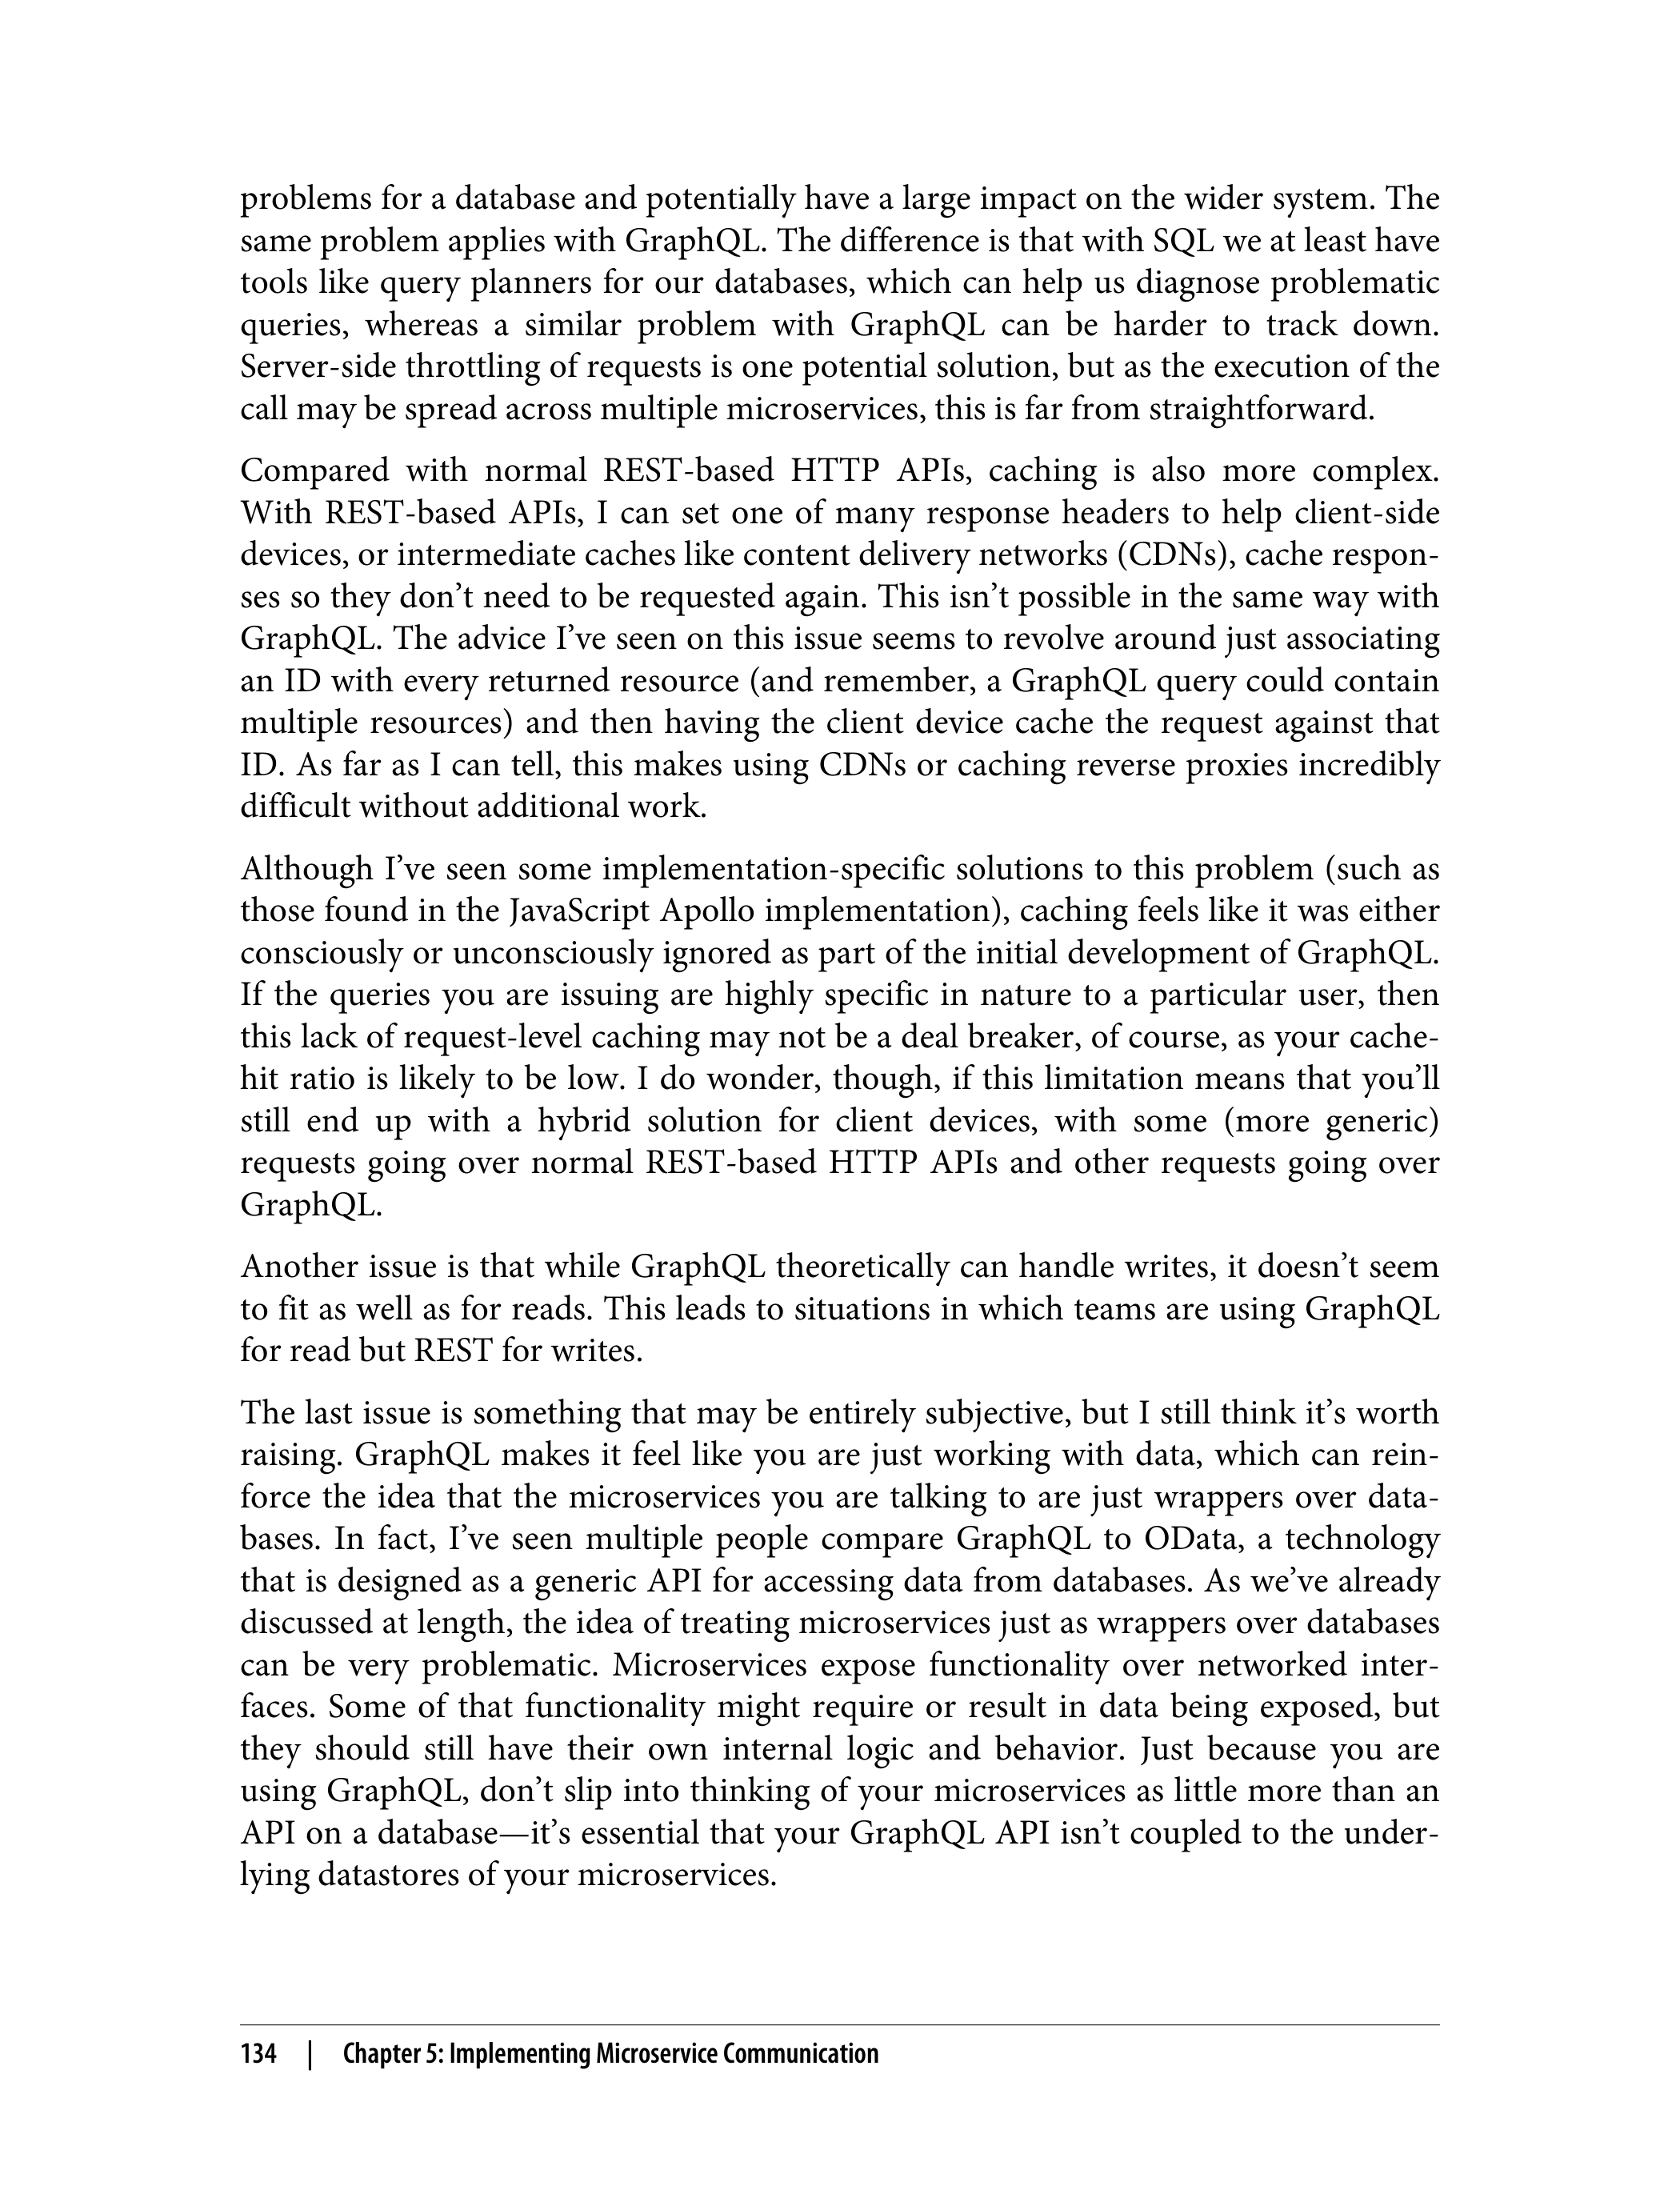 problems for a database and potentially have a large impact on the wider system. The
same problem applies with GraphQL. The difference is that with SQL we at least have
tools like query planners for our databases, which can help us diagnose problematic
queries, whereas a similar problem with GraphQL can be harder to track down.
Server-side throttling of requests is one potential solution, but as the execution of the
call may be spread across multiple microservices, this is far from straightforward.
Compared with normal REST-based HTTP APIs, caching is also more complex.
With REST-based APIs, I can set one of many response headers to help client-side
devices, or intermediate caches like content delivery networks (CDNs), cache respon-
ses so they don’t need to be requested again. This isn’t possible in the same way with
GraphQL. The advice I’ve seen on this issue seems to revolve around just associating
an ID with every returned resource (and remember, a GraphQL query could contain
multiple resources) and then having the client device cache the request against that
ID. As far as I can tell, this makes using CDNs or caching reverse proxies incredibly
difficult without additional work.
Although I’ve seen some implementation-specific solutions to this problem (such as
those found in the JavaScript Apollo implementation), caching feels like it was either
consciously or unconsciously ignored as part of the initial development of GraphQL.
If the queries you are issuing are highly specific in nature to a particular user, then
this lack of request-level caching may not be a deal breaker, of course, as your cache-
hit ratio is likely to be low. I do wonder, though, if this limitation means that you’ll
still end up with a hybrid solution for client devices, with some (more generic)
requests going over normal REST-based HTTP APIs and other requests going over
GraphQL.
Another issue is that while GraphQL theoretically can handle writes, it doesn’t seem
to fit as well as for reads. This leads to situations in which teams are using GraphQL
for read but REST for writes.
The last issue is something that may be entirely subjective, but I still think it’s worth
raising. GraphQL makes it feel like you are just working with data, which can rein-
force the idea that the microservices you are talking to are just wrappers over data-
bases. In fact, I’ve seen multiple people compare GraphQL to OData, a technology
that is designed as a generic API for accessing data from databases. As we’ve already
discussed at length, the idea of treating microservices just as wrappers over databases
can be very problematic. Microservices expose functionality over networked inter-
faces. Some of that functionality might require or result in data being exposed, but
they should still have their own internal logic and behavior. Just because you are
using GraphQL, don’t slip into thinking of your microservices as little more than an
API on a database—it’s essential that your GraphQL API isn’t coupled to the under-
lying datastores of your microservices.
134 | Chapter 5: Implementing Microservice Communication